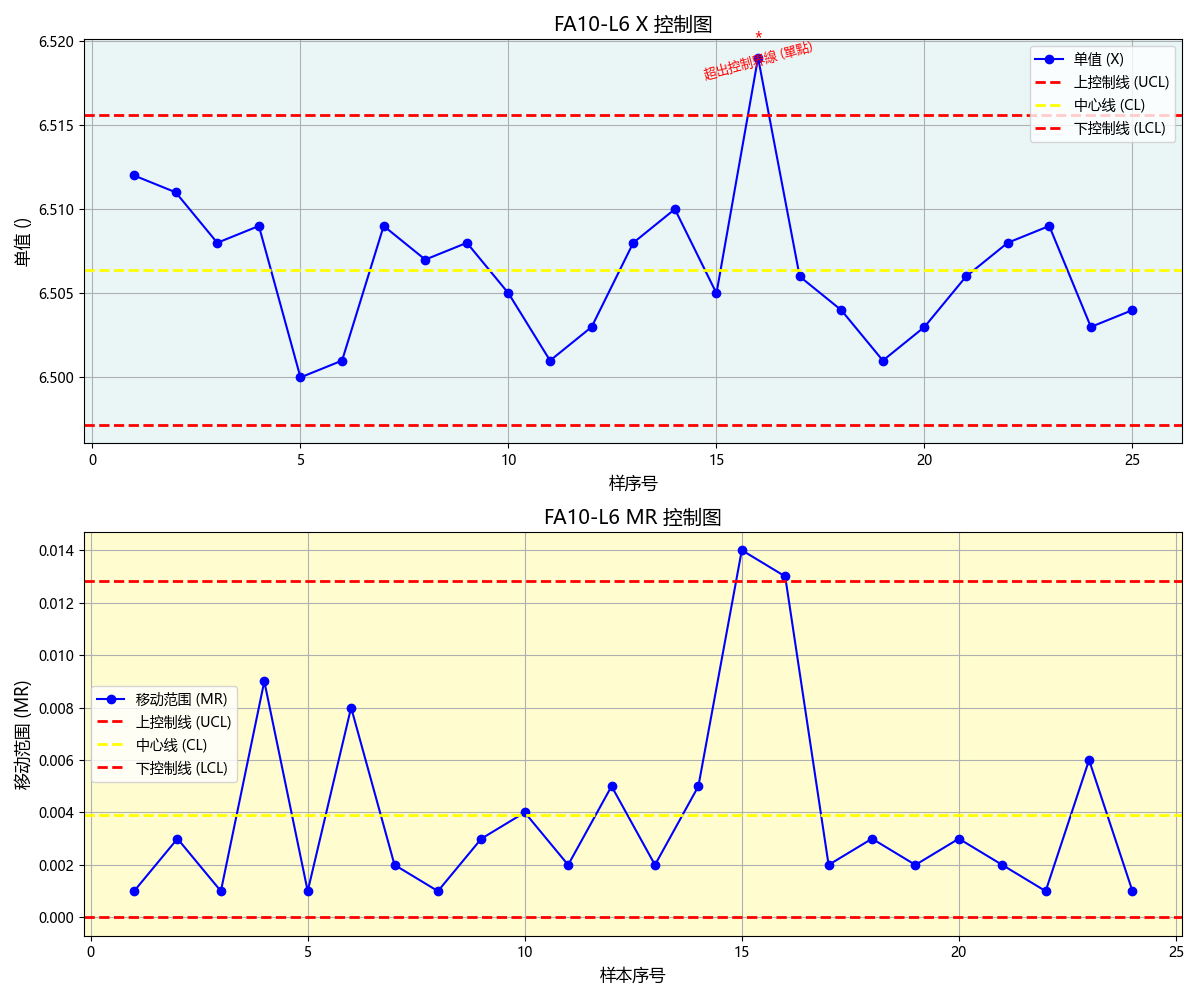 FA10-L6 X 控制图
6.520
6.515
6.510
6.505
6.500
单值 ()
*
超出控制界線 (單點)
单值 (X)
上控制线 (UCL)
中心线 (CL)
下控制线 (LCL)
0 5 10 15 20 25
样序号
FA10-L6 MR 控制图
0.014
0.012
0.010
0.008
0.006
0.004
0.002
0.000
移动范围 (MR)
移动范围 (MR)
上控制线 (UCL)
中心线 (CL)
下控制线 (LCL)
0 5 10 15 20 25
样本序号